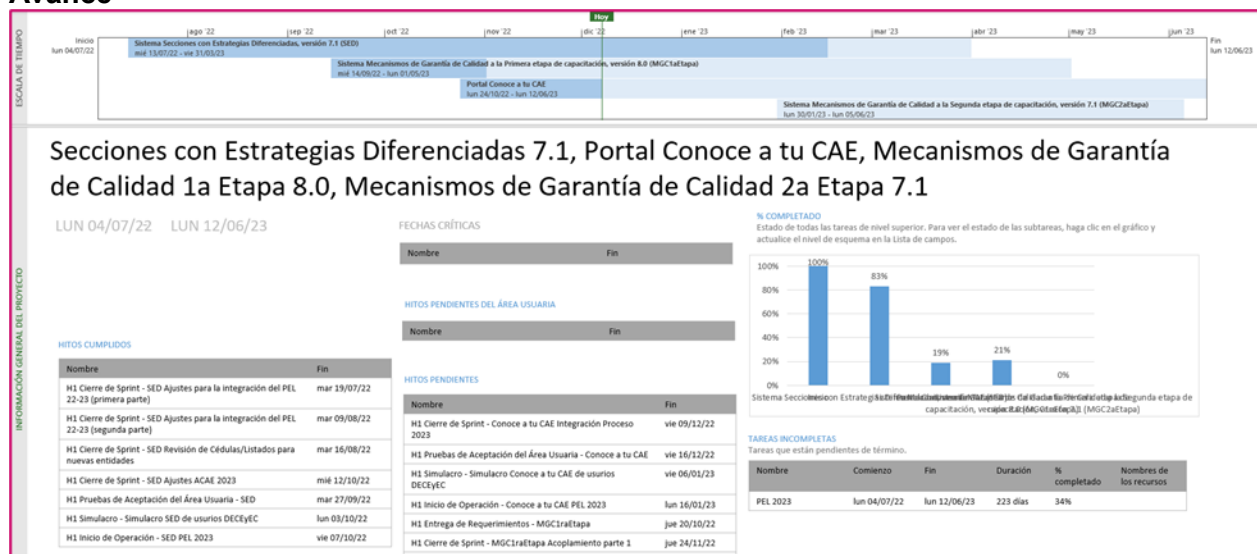 Avance
Hoy
ago '22 sep '22 oct '22 nov '22 dic '22 ene '23 feb '23 mar '23 abr '23 may '23 jun '23
ESCALA DE TIEMPO
Inicio
lun 04/07/22
Sistema Secciones con Estrategias Diferenciadas, versión 7.1 (SED)
mié 13/07/22 - vie 31/03/23
Sistema Mecanismos de Garantía de Calidad a la Primera etapa de capacitación, versión 8.0 (MGC1aEtapa)
mié 14/09/22 - lun 01/05/23
Portal Conoce a tu CAE
lun 24/10/22 - lun 12/06/23
Sistema Mecanismos de Garantía de Calidad a la Segunda etapa de capacitación, versión 7.1 (MGC2aEtapa)
lun 30/01/23 - lun 05/06/23
Fin
lun 12/06/23
INFORMACIÓN GENERAL DEL PROYECTO
Secciones con Estrategias Diferenciadas 7.1, Portal Conoce a tu CAE, Mecanismos de Garantía
de Calidad 1a Etapa 8.0, Mecanismos de Garantía de Calidad 2a Etapa 7.1
LUN 04/07/22 LUN 12/06/23
HITOS CUMPLIDOS
Nombre Fin
H1 Cierre de Sprint - SED Ajustes para la integración del PEL mar 19/07/22
22-23 (primera parte)
H1 Cierre de Sprint - SED Ajustes para la integración del PEL mar 09/08/22
22-23 (segunda parte)
H1 Cierre de Sprint - SED Revisión de Cédulas/Listados para mar 16/08/22
nuevas entidades
H1 Cierre de Sprint - SED Ajustes ACAE 2023 mié 12/10/22
H1 Pruebas de Aceptación del Área Usuaria - SED mar 27/09/22
H1 Simulacro - Simulacro SED de usurios DECEyEC lun 03/10/22
H1 Inicio de Operación - SED PEL 2023 vie 07/10/22
FECHAS CRÍTICAS
Nombre Fin
HITOS PENDIENTES DEL ÁREA USUARIA
Nombre Fin
HITOS PENDIENTES
Nombre Fin
H1 Cierre de Sprint - Conoce a tu CAE Integración Proceso vie 09/12/22
2023
H1 Pruebas de Aceptación del Área Usuaria - Conoce a tu CAE vie 16/12/22
H1 Simulacro - Simulacro Conoce a tu CAE de usurios vie 06/01/23
DECEyEC
H1 Inicio de Operación - Conoce a tu CAE PEL 2023 lun 16/01/23
H1 Entrega de Requerimientos - MGC1raEtapa jue 20/10/22
H1 Cierre de Sprint - MGC1raEtapa Acoplamiento parte 1 jue 24/11/22
% COMPLETADO
Estado de todas las tareas de nivel superior. Para ver el estado de las subtareas, haga clic en el gráfico y
actualice el nivel de esquema en la Lista de campos.
100%
80%
60%
40%
20%
0%
100%
83%
19%
21%
0%
Sistema Secciones con Estrategias
TAREAS INCOMPLETAS
Tareas que están pendientes de término.
Nombre Comienzo Fin Duración % completado Nombres de los recursos
PEL 2023 lun 04/07/22 lun 12/06/23 223 días 34%